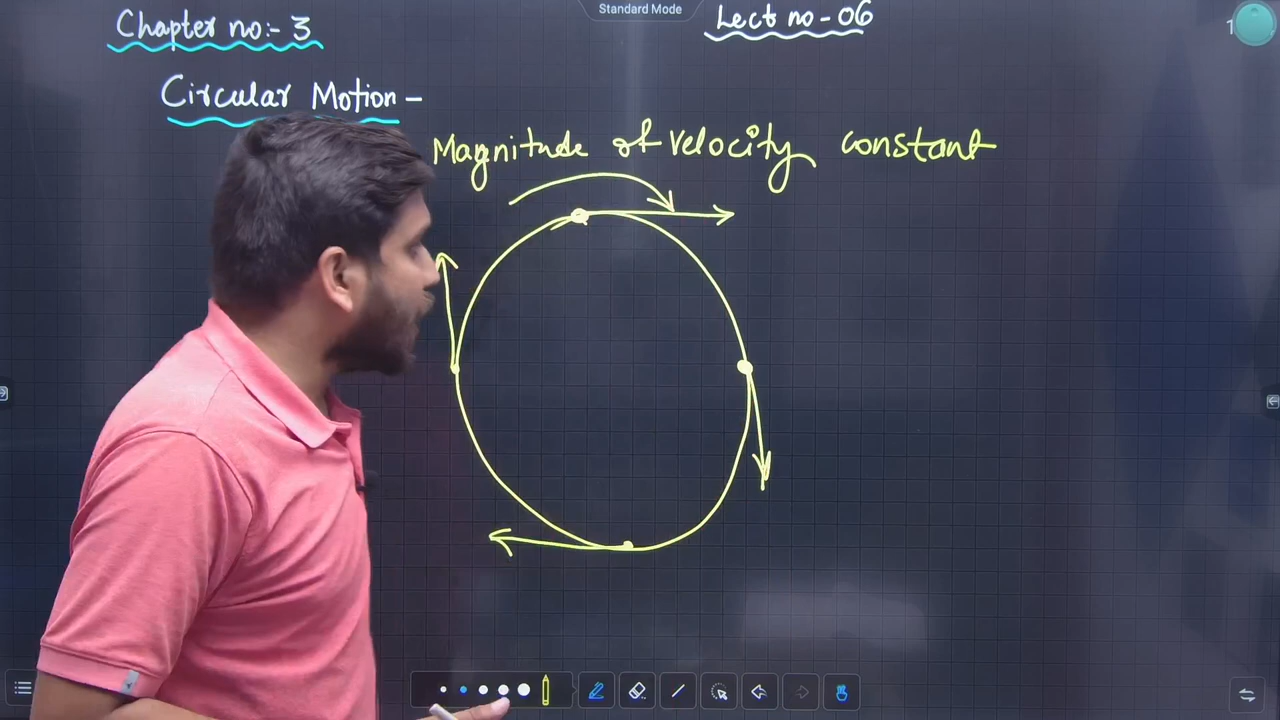 Standard Mode
Chapter no:- 3
Lect no - 06
Circular Motion -
Magnitude of velocity constant